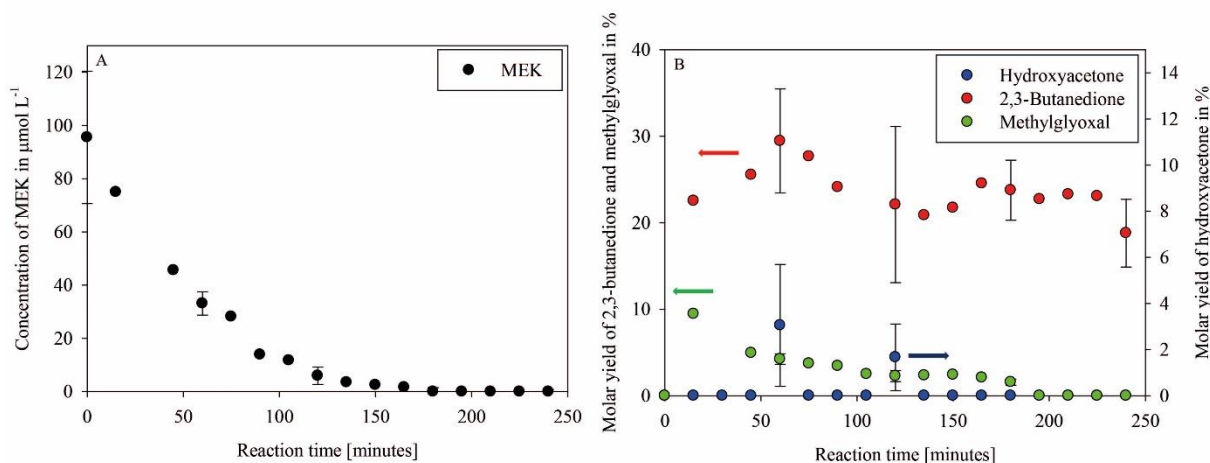 A
MEK
Concentration of MEK in µmol L⁻¹
120
100
80
60
40
20
0
0 50 100 150 200 250
Reaction time [minutes]
B
Hydroxyacetone
2,3-Butanedione
Methylglyoxal
Molar yield of 2,3-butanedione and methylglyoxal in %
40
30
20
10
0
0 50 100 150 200 250
Reaction time [minutes]
Molar yield of hydroxyacetone in %
14
12
10
8
6
4
2
0